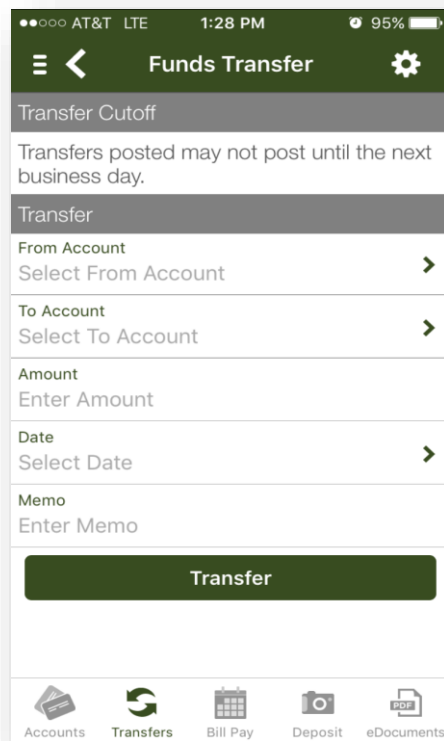 AT&T LTE 1:28 PM 95%
Funds Transfer
Transfer Cutoff
Transfers posted may not post until the next
business day.
Transfer
From Account
Select From Account
To Account
Select To Account
Amount
Enter Amount
Date
Select Date
Memo
Enter Memo
Transfer
PDF
Accounts Transfers Bill Pay Deposit eDocuments